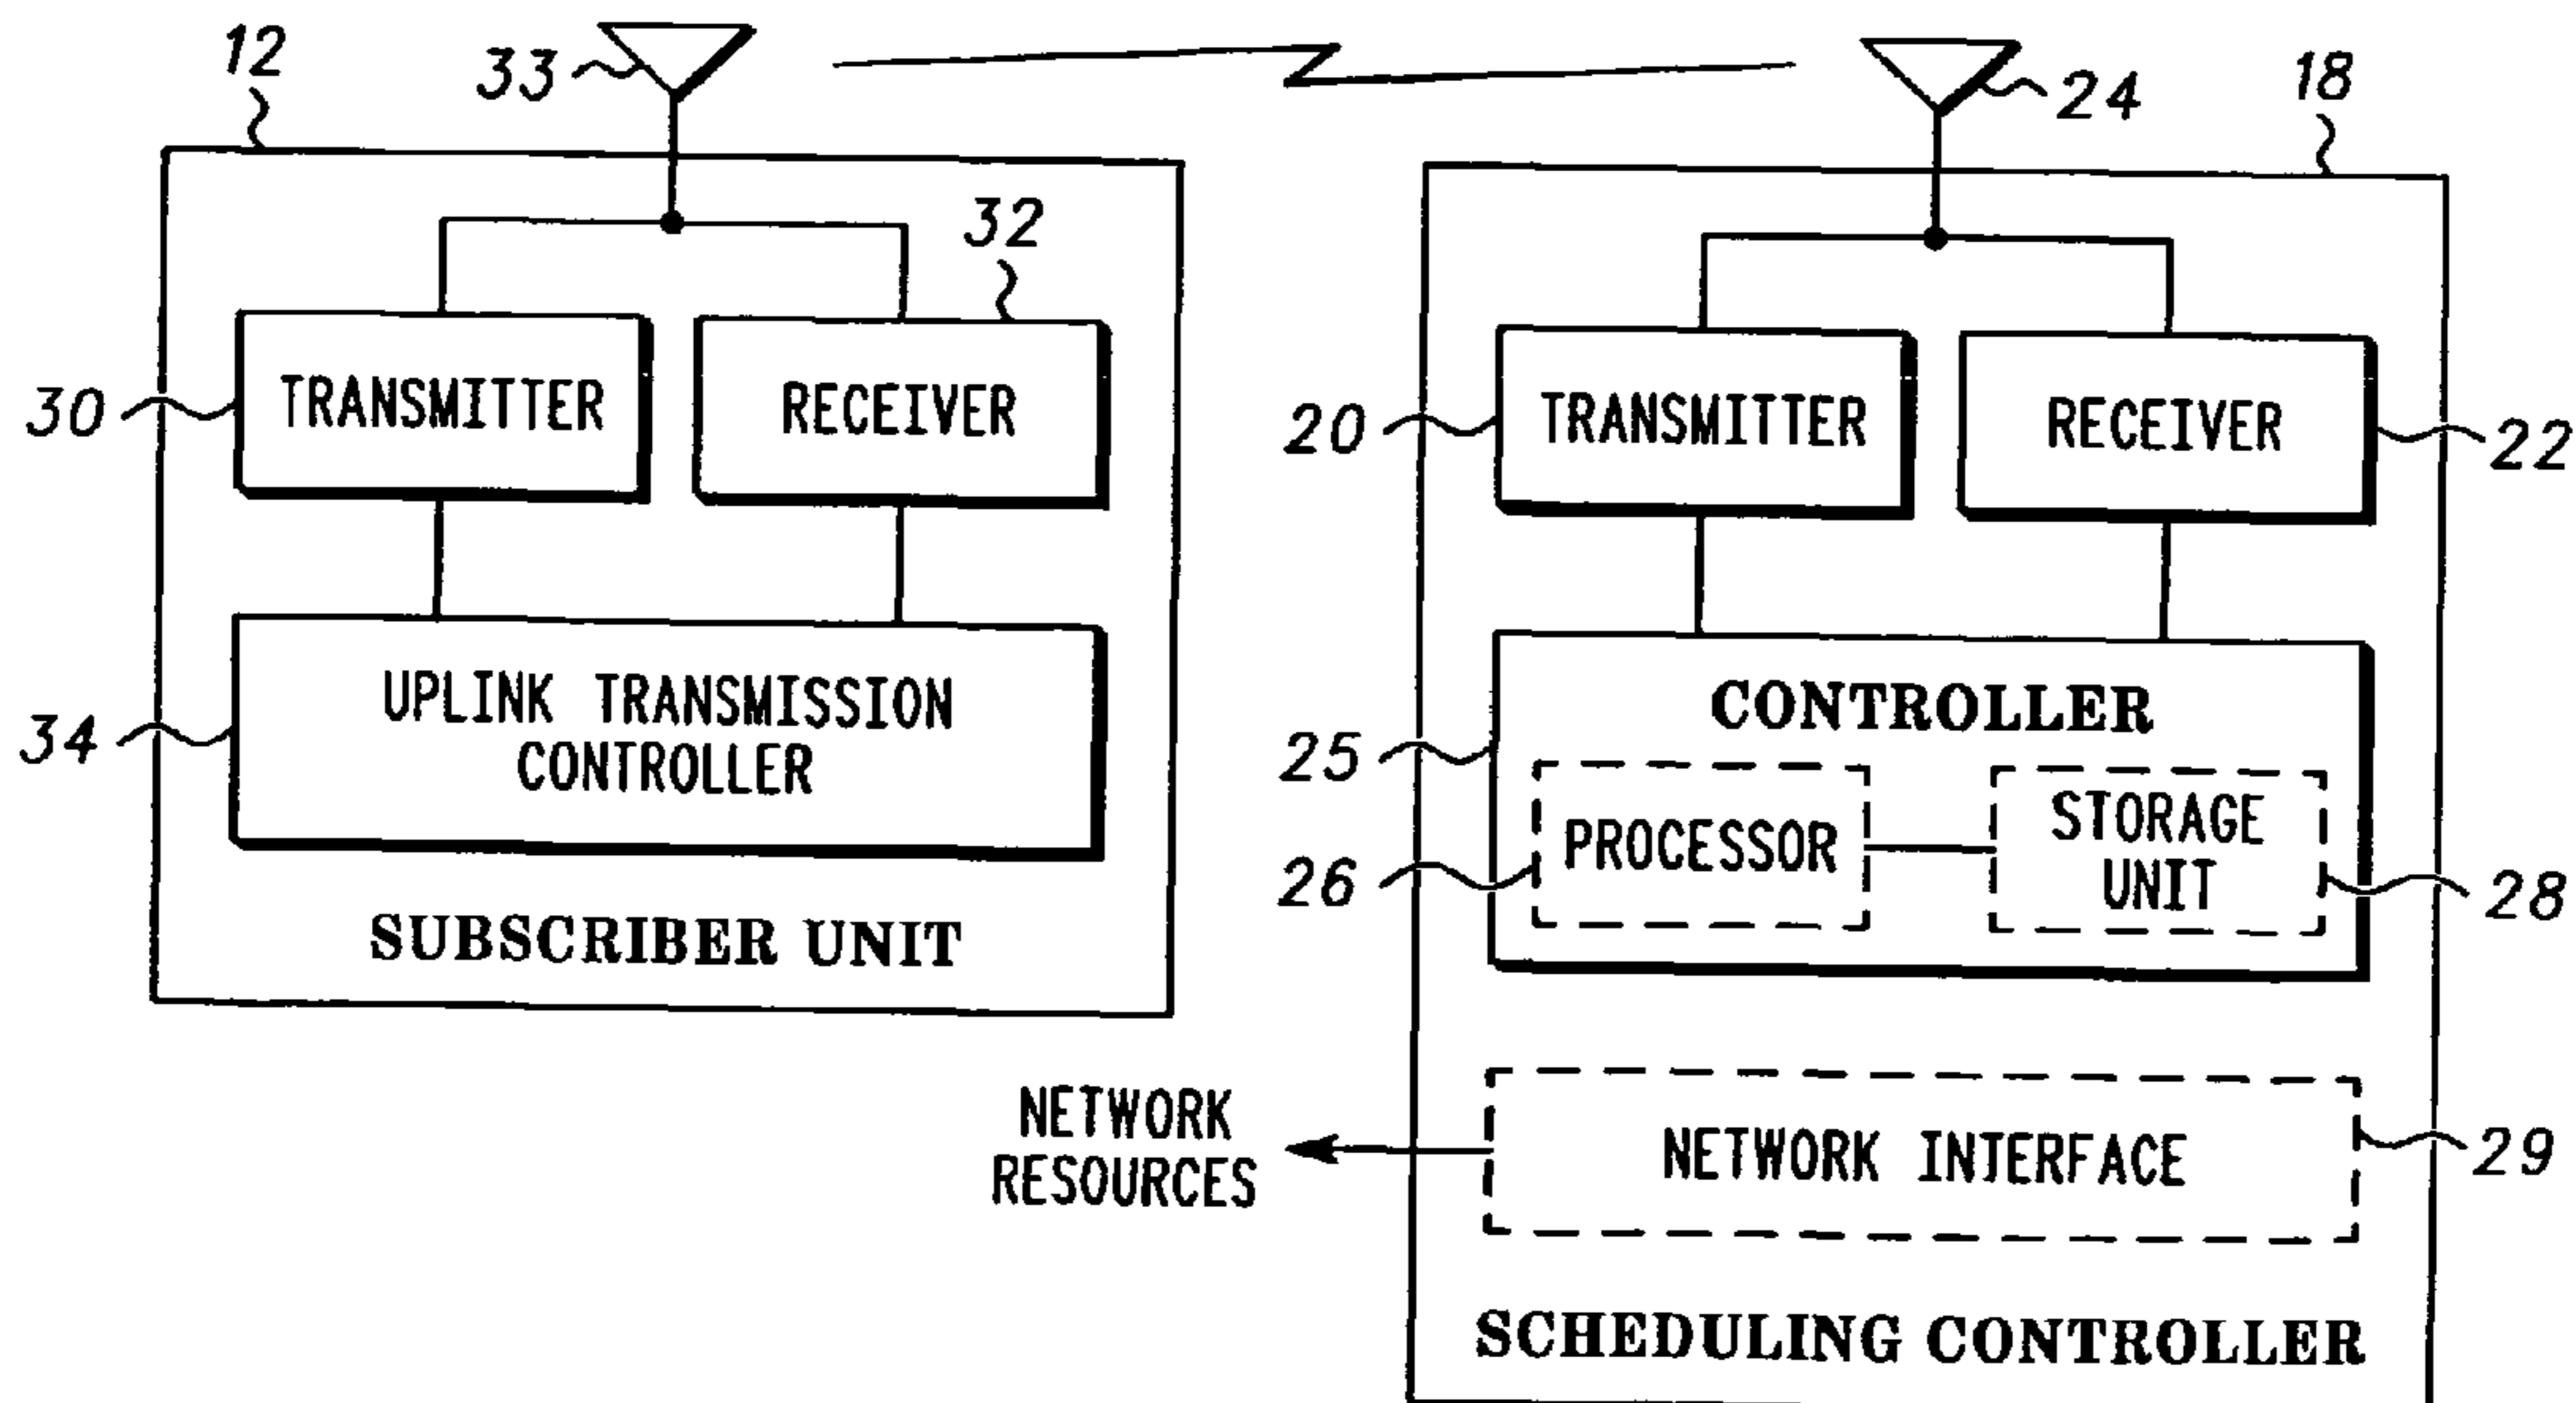 12
33
24
18
32
30
TRANSMITTER
RECEIVER
20
TRANSMITTER
RECEIVER
22
34
UPLINK TRANSMISSION
CONTROLLER
SUBSCRIBER UNIT
CONTROLLER
25
26
PROCESSOR
STORAGE
UNIT
28
NETWORK
RESOURCES
NETWORK INTERFACE
29
SCHEDULING CONTROLLER